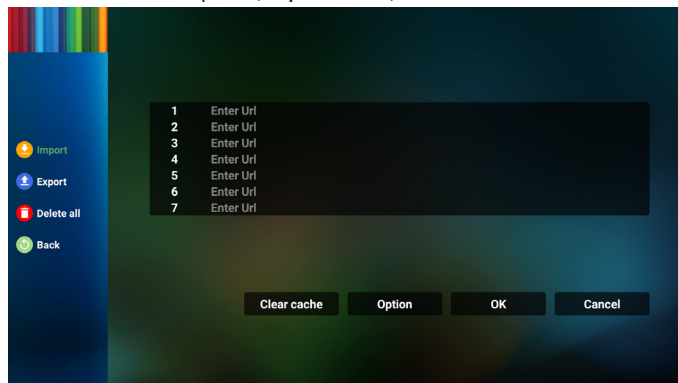 Import
Export
Delete all
Back
1 Enter Url
2 Enter Url
3 Enter Url
4 Enter Url
5 Enter Url
6 Enter Url
7 Enter Url
Clear cache Option OK Cancel